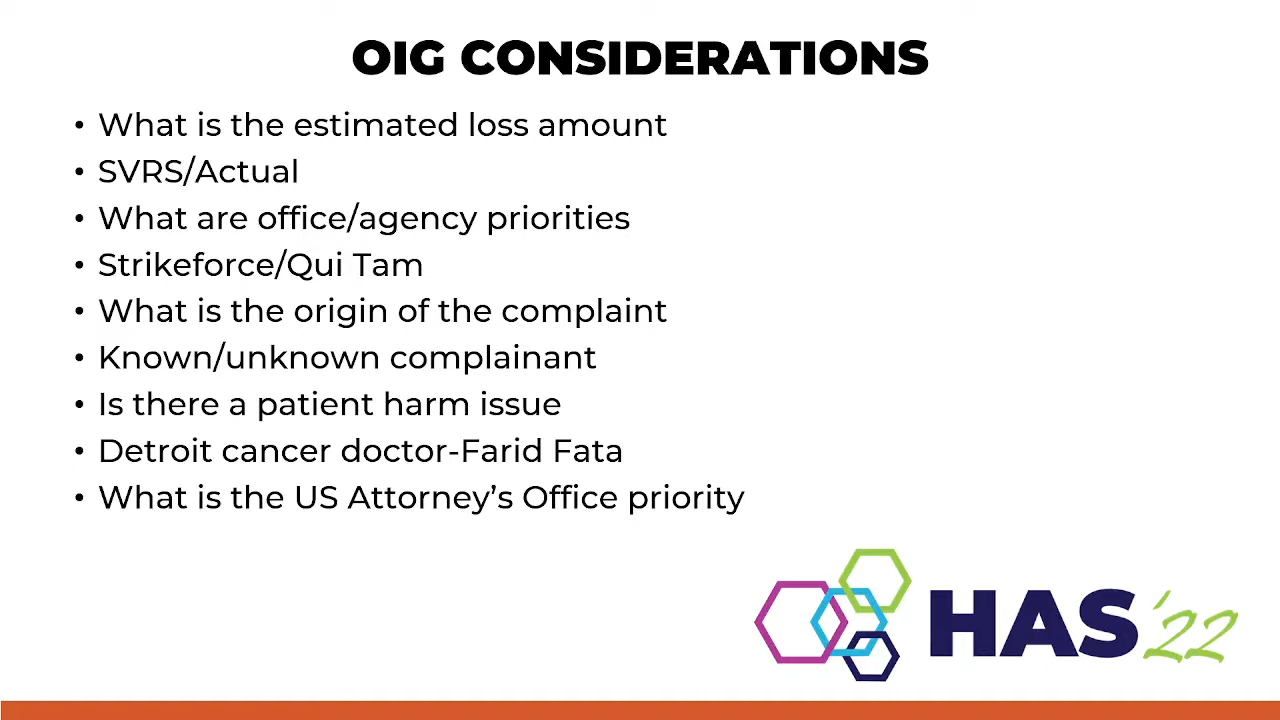 OIG CONSIDERATIONS
• What is the estimated loss amount
• SVRS/Actual
• What are office/agency priorities
• Strikeforce/Qui Tam
• What is the origin of the complaint
• Known/unknown complainant
• Is there a patient harm issue
• Detroit cancer doctor-Farid Fata
• What is the US Attorney’s Office priority
HAS '22